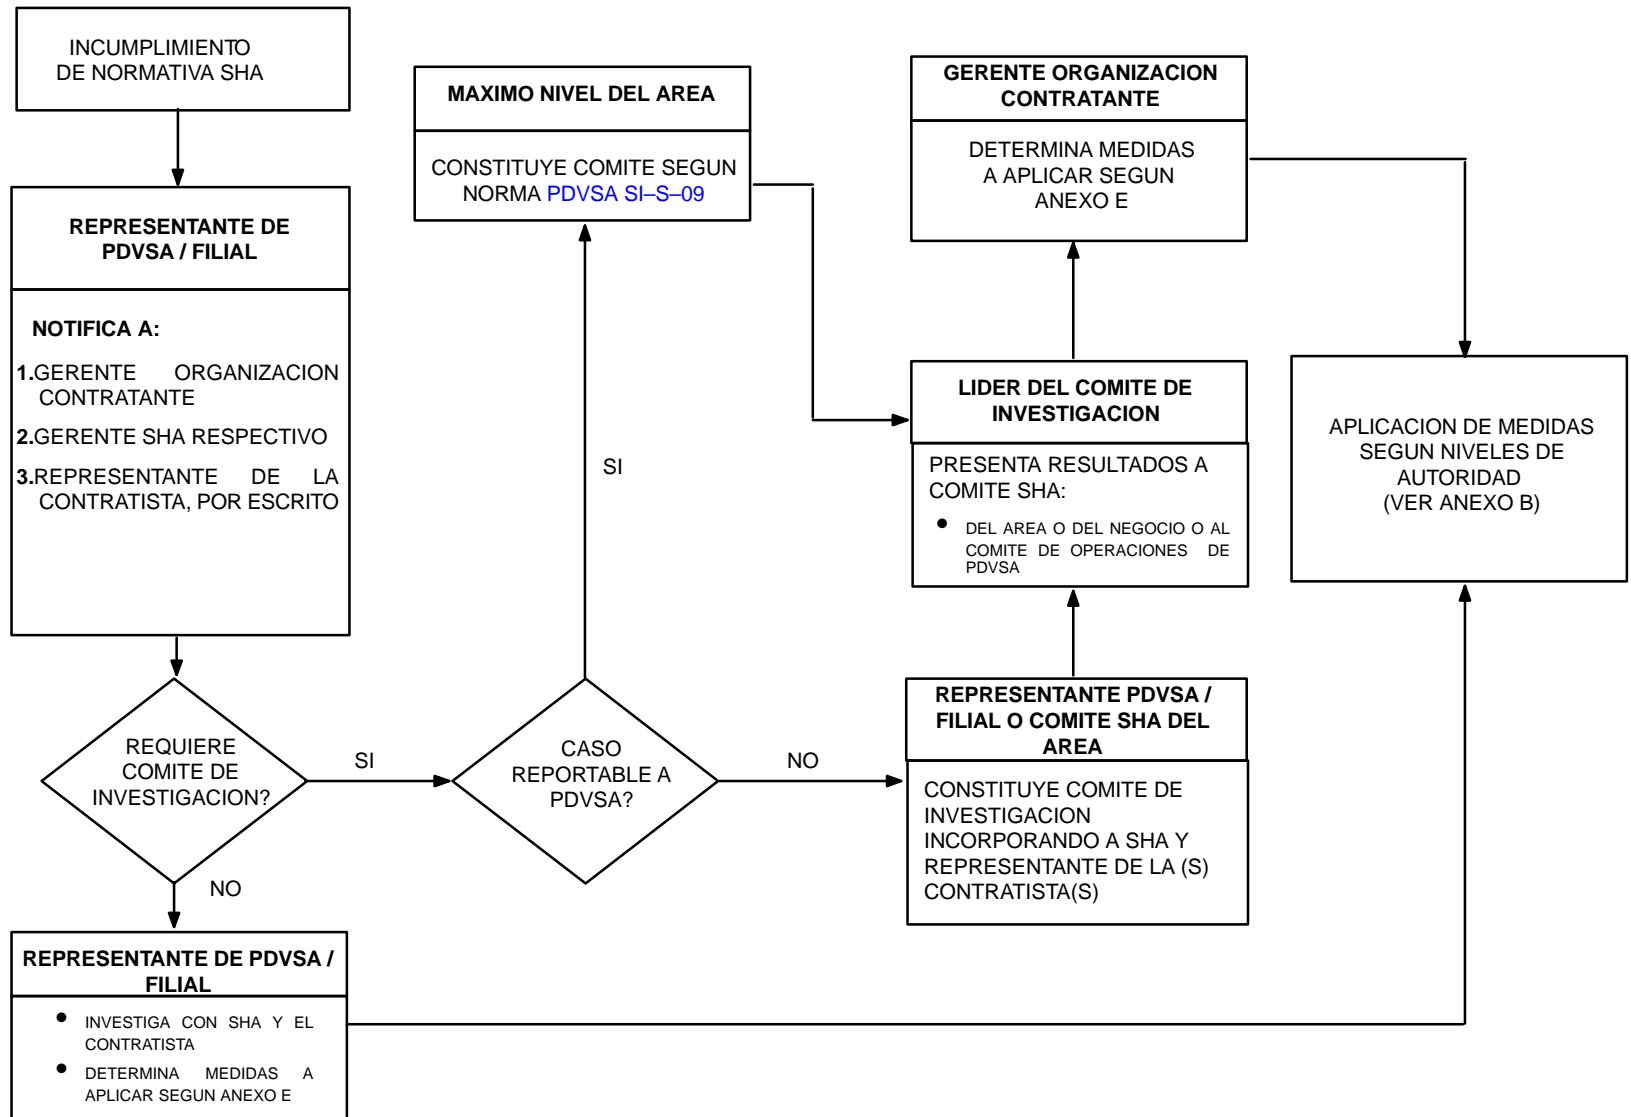 INCUMPLIMIENTO
DE NORMATIVA SHA
REPRESENTANTE DE
PDVSA / FILIAL
NOTIFICA A:
1.GERENTE ORGANIZACION
CONTRATANTE
2.GERENTE SHA RESPECTIVO
3.REPRESENTANTE DE LA
CONTRATISTA, POR ESCRITO
REQUIERE
COMITE DE
INVESTIGACION?
SI
NO
REPRESENTANTE DE PDVSA /
FILIAL
• INVESTIGA CON SHA Y EL
CONTRATISTA
• DETERMINA MEDIDAS A
APLICAR SEGUN ANEXO E
MAXIMO NIVEL DEL AREA
CONSTITUYE COMITE SEGUN
NORMA PDVSA SI–S–09
SI
CASO
REPORTABLE A
PDVSA?
NO
GERENTE ORGANIZACION
CONTRATANTE
DETERMINA MEDIDAS
A APLICAR SEGUN
ANEXO E
LIDER DEL COMITE DE
INVESTIGACION
PRESENTA RESULTADOS A
COMITE SHA:
• DEL AREA O DEL NEGOCIO O AL
COMITE DE OPERACIONES DE
PDVSA
REPRESENTANTE PDVSA /
FILIAL O COMITE SHA DEL
AREA
CONSTITUYE COMITE DE
INVESTIGACION
INCORPORANDO A SHA Y
REPRESENTANTE DE LA (S)
CONTRATISTA(S)
APLICACION DE MEDIDAS
SEGUN NIVELES DE
AUTORIDAD
(VER ANEXO B)